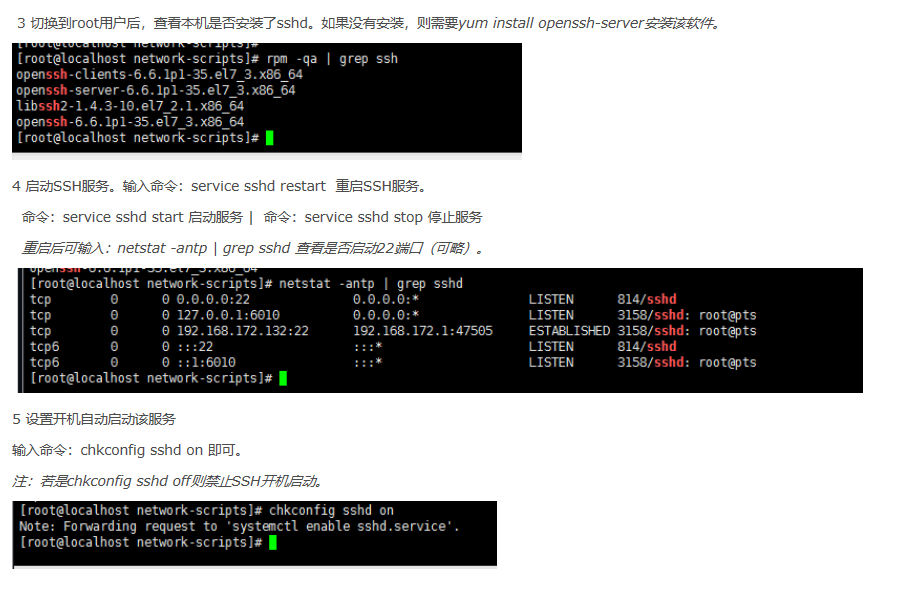 3 切换到root用户后，查看本机是否安装了sshd。如果没有安装，则需要yum install openssh-server安装该软件。
[root@localhost network-scripts]#
[root@localhost network-scripts]# rpm -qa | grep ssh
openssh-clients-6.6.1p1-35.el7_3.x86_64
openssh-server-6.6.1p1-35.el7_3.x86_64
libssh2-1.4.3-10.el7_2.1.x86_64
openssh-6.6.1p1-35.el7_3.x86_64
[root@localhost network-scripts]#
4 启动SSH服务。输入命令：service sshd restart  重启SSH服务。
命令：service sshd start 启动服务 |  命令：service sshd stop 停止服务
重启后可输入：netstat -antp | grep sshd 查看是否启动22端口（可略）。
openssh-6.6.1p1-35.el7_3.x86_64
[root@localhost network-scripts]# netstat -antp | grep sshd
tcp        0      0 0.0.0.0:22              0.0.0.0:*               LISTEN      814/sshd
tcp        0      0 127.0.0.1:6010          0.0.0.0:*               LISTEN      3158/sshd: root@pts
tcp        0      0 192.168.172.132:22      192.168.172.1:47505     ESTABLISHED 3158/sshd: root@pts
tcp6       0      0 :::22                   :::*                    LISTEN      814/sshd
tcp6       0      0 ::1:6010                :::*                    LISTEN      3158/sshd: root@pts
[root@localhost network-scripts]#
5 设置开机自动启动该服务
输入命令：chkconfig sshd on 即可。
注：若是chkconfig sshd off则禁止SSH开机启动。
[root@localhost network-scripts]# chkconfig sshd on
Note: Forwarding request to 'systemctl enable sshd.service'.
[root@localhost network-scripts]#